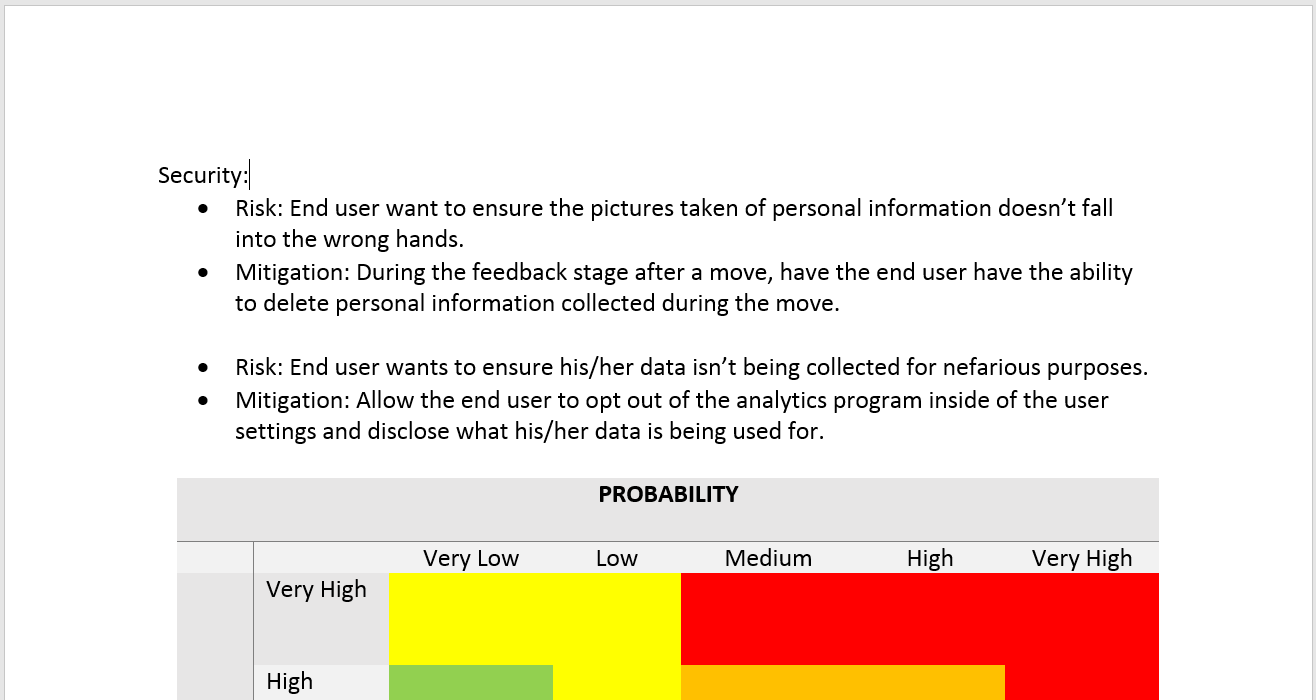 Security:
• Risk: End user want to ensure the pictures taken of personal information doesn’t fall
into the wrong hands.
• Mitigation: During the feedback stage after a move, have the end user have the ability
to delete personal information collected during the move.
• Risk: End user wants to ensure his/her data isn’t being collected for nefarious purposes.
• Mitigation: Allow the end user to opt out of the analytics program inside of the user
settings and disclose what his/her data is being used for.
PROBABILITY
Very Low Low Medium High Very High
Very High
High